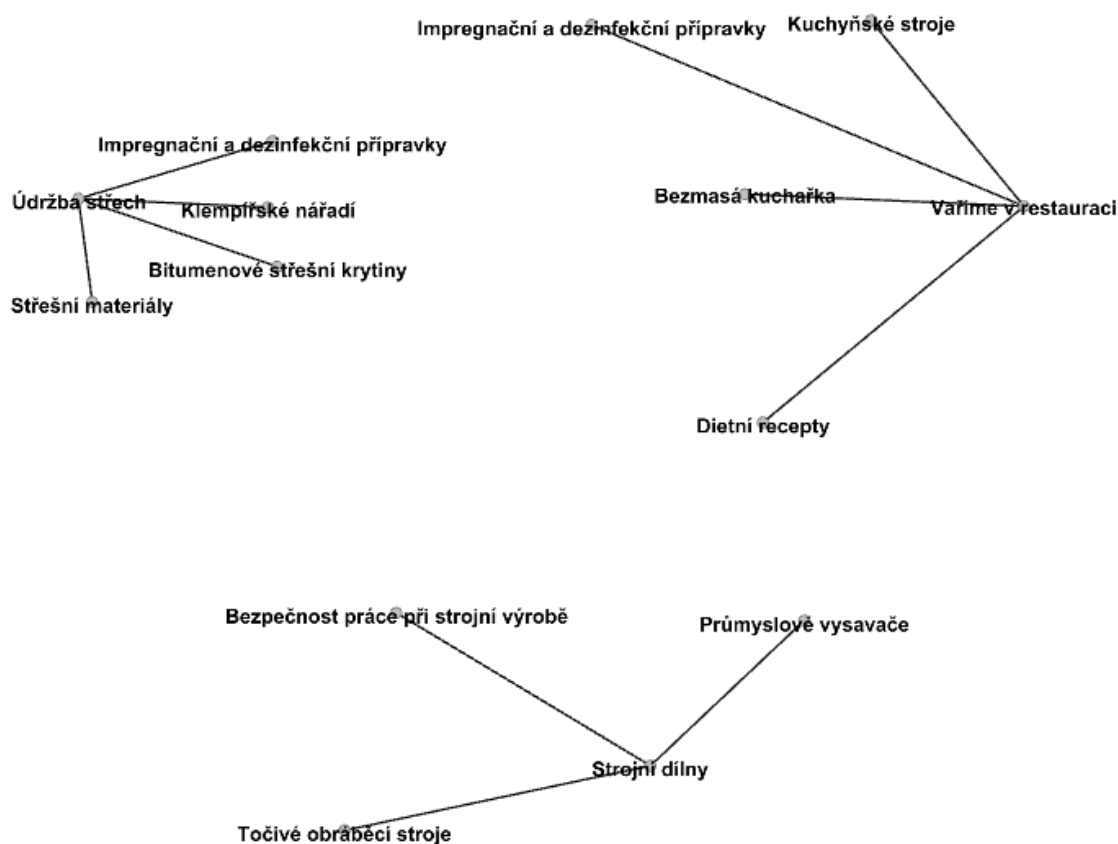 Impregnační a dezinfekční přípravky
Kuchyňské stroje
Impregnační a dezinfekční přípravky
Údržba střech
Klempířské nářadí
Bezmasá kuchařka
Vaříme v restauraci
Bitumenové střešní krytiny
Střešní materiály
Dietní recepty
Bezpečnost práce při strojní výrobě
Průmyslové vysavače
Strojní dílny
Točivé obráběcí stroje